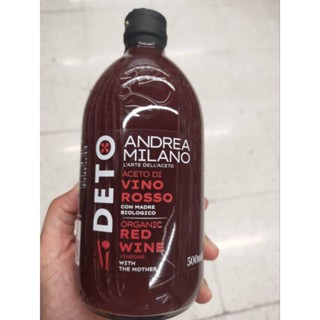 DETO
ANDREA
MILANO
L'ARTE DELL'ACETO
ACETO DI
VINO
ROSSO
CON MADRE
BIOLOGICO
ORGANIC
RED
WINE
VINEGAR
WITH
THE MOTHER
500ml